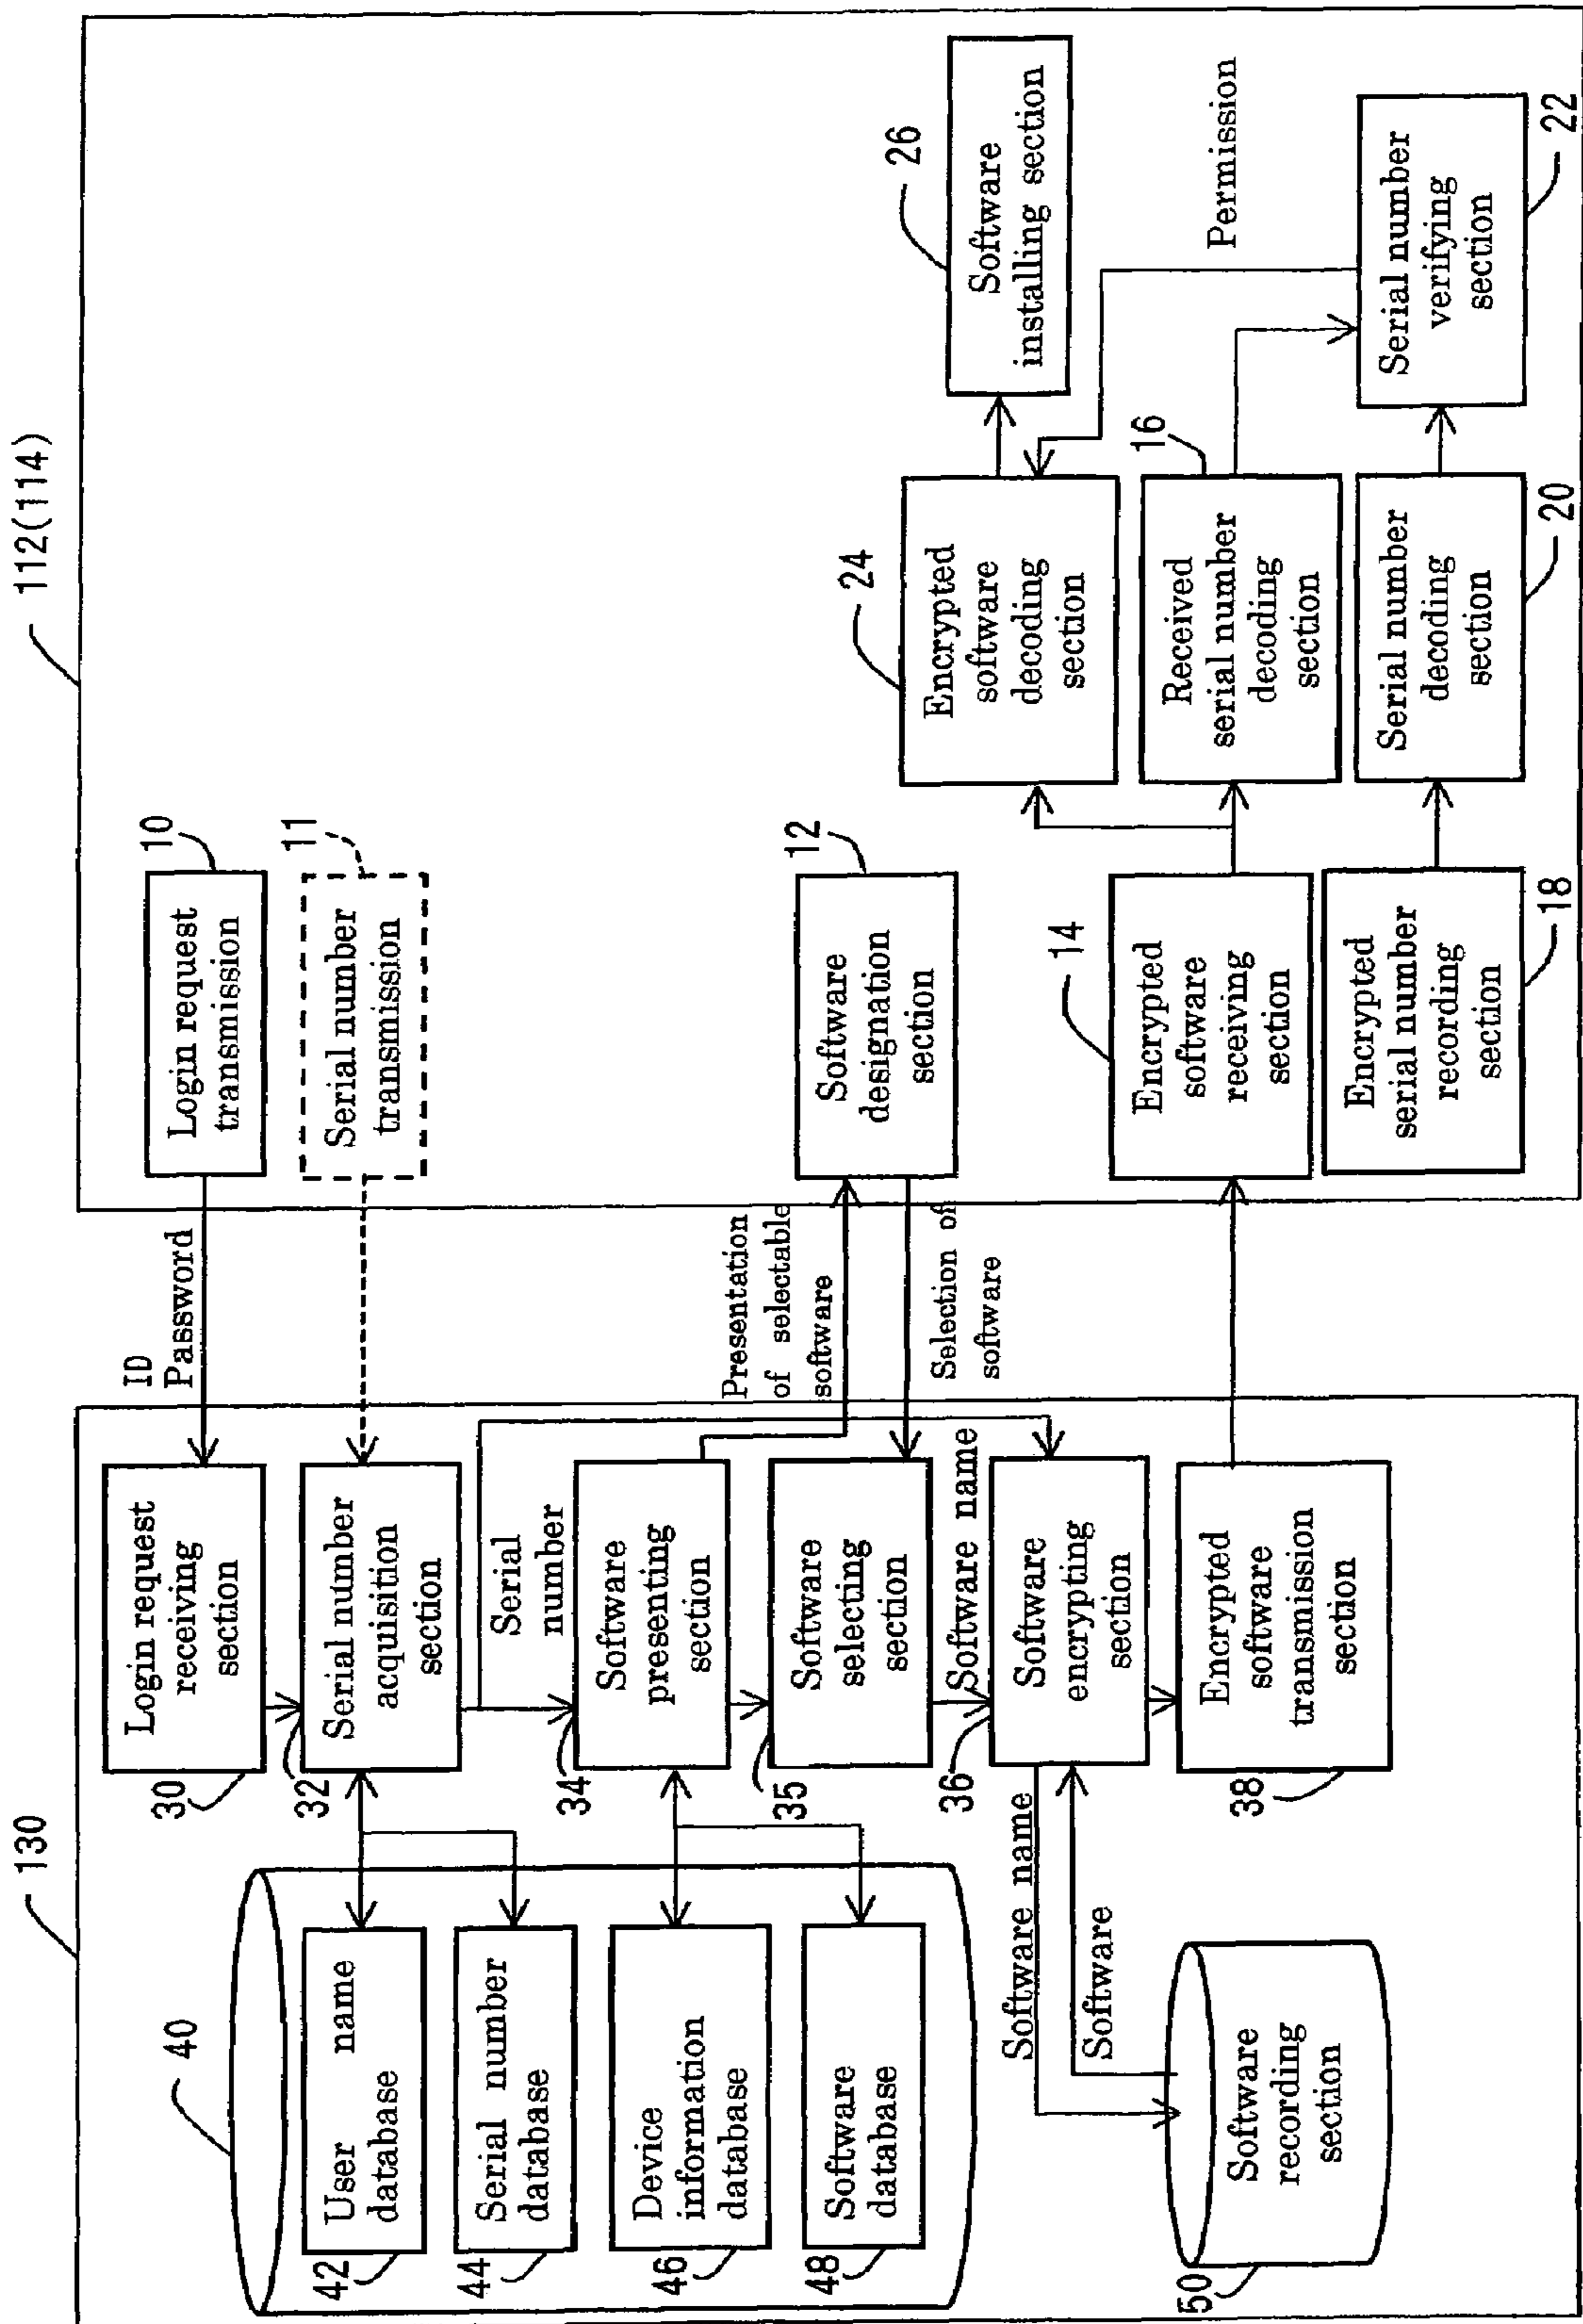 130
112(114)
40
User name
database
42
Serial number
database
44
Device
information
database
46
Software
database
48
Software
recording
section
50
Software name
Software
Login request
receiving
section
30
Serial number
acquisition
section
32
Serial
number
Software
presenting
section
34
Software
selecting
section
35
Software name
Software
encrypting
section
36
Encrypted
software
transmission
section
38
ID
Password
Presentation
of selectable
software
Selection of
software
Login request
transmission
10
Serial number
transmission
11
Software
designation
section
12
Encrypted
software
receiving
section
14
Encrypted
serial number
recording
section
18
Encrypted
software
decoding
section
24
Received
serial number
decoding
section
16
Serial number
decoding
section
20
Software
installing section
26
Permission
Serial number
verifying
section
22